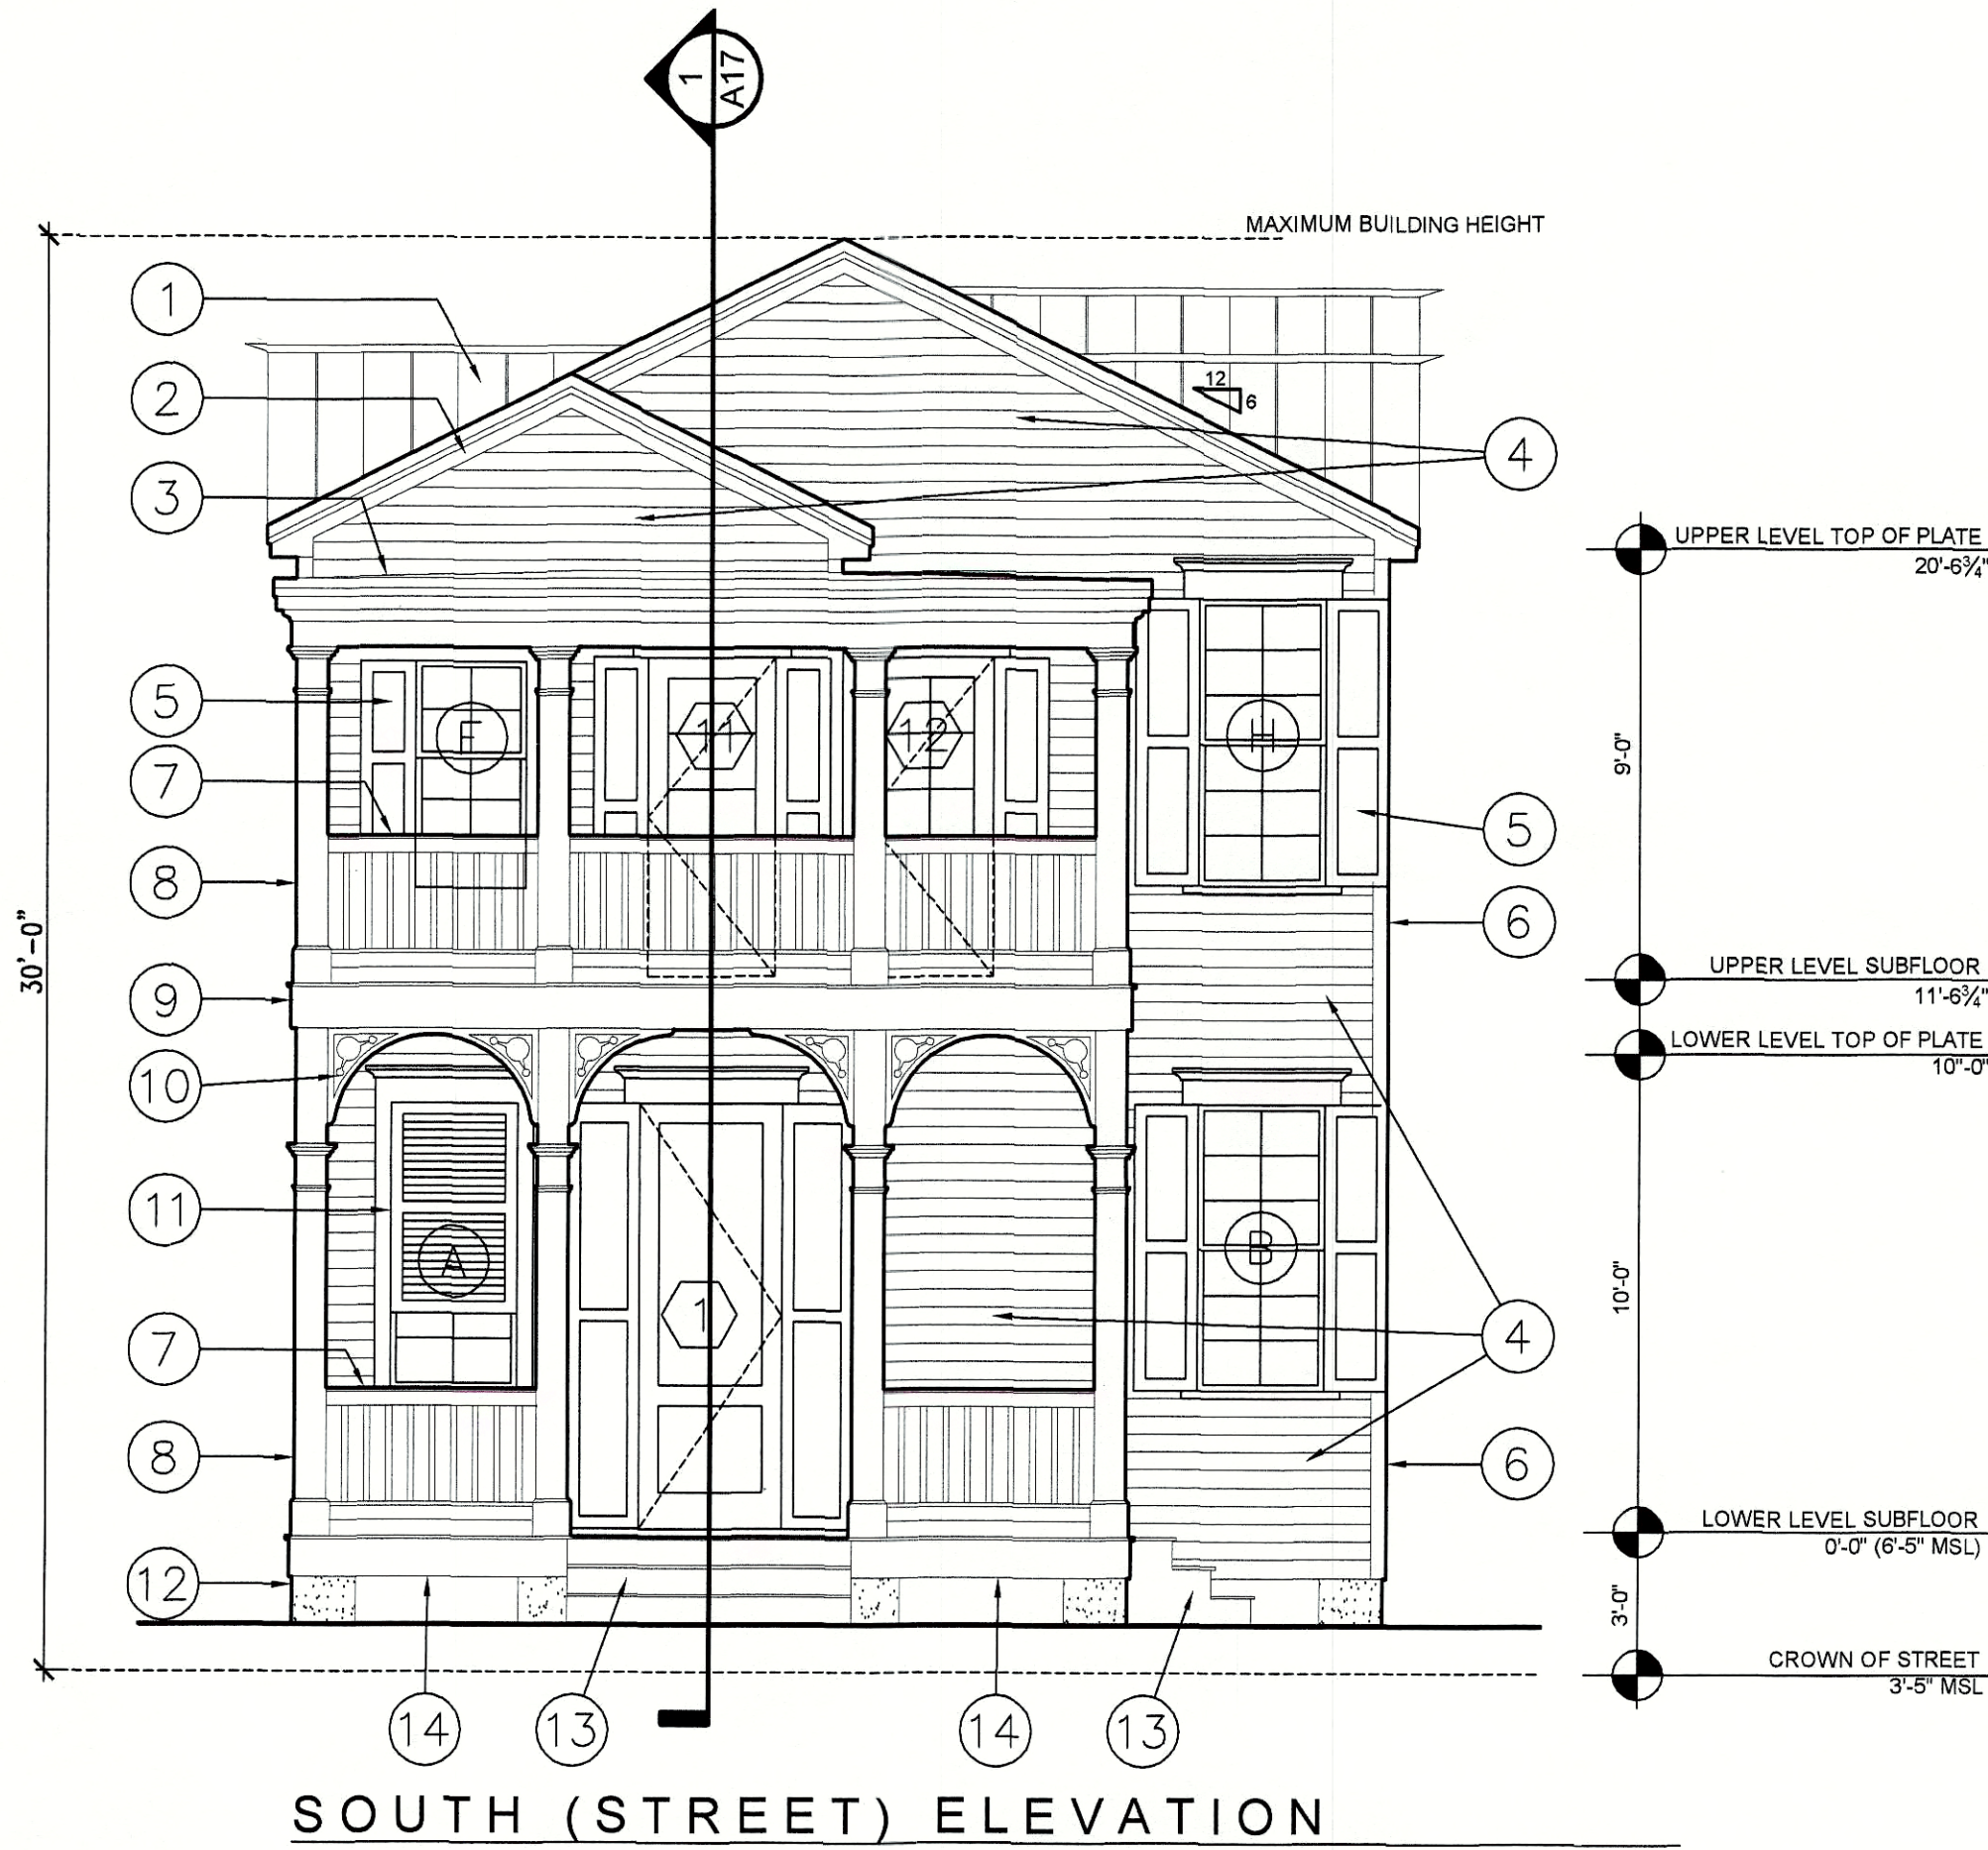 1
A17
MAXIMUM BUILDING HEIGHT
1
2
12
6
3
4
UPPER LEVEL TOP OF PLATE
20'-6¾"
5
F
11
12
H
9'-0"
7
5
8
6
30'-0"
UPPER LEVEL SUBFLOOR
11'-6¾"
9
LOWER LEVEL TOP OF PLATE
10"-0"
10
11
A
B
10'-0"
1
4
7
8
6
LOWER LEVEL SUBFLOOR
0'-0" (6'-5" MSL)
12
3'-0"
CROWN OF STREET
3'-5" MSL
14
13
14
13
SOUTH (STREET) ELEVATION